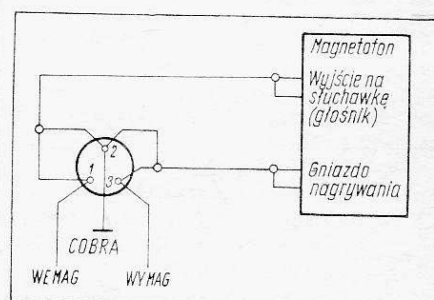 Magnetofon
Wyjście na
słuchawkę
(głośnik)
Gniazdo
nagrywania
2
1
3
COBRA
WEMAG
WYMAG